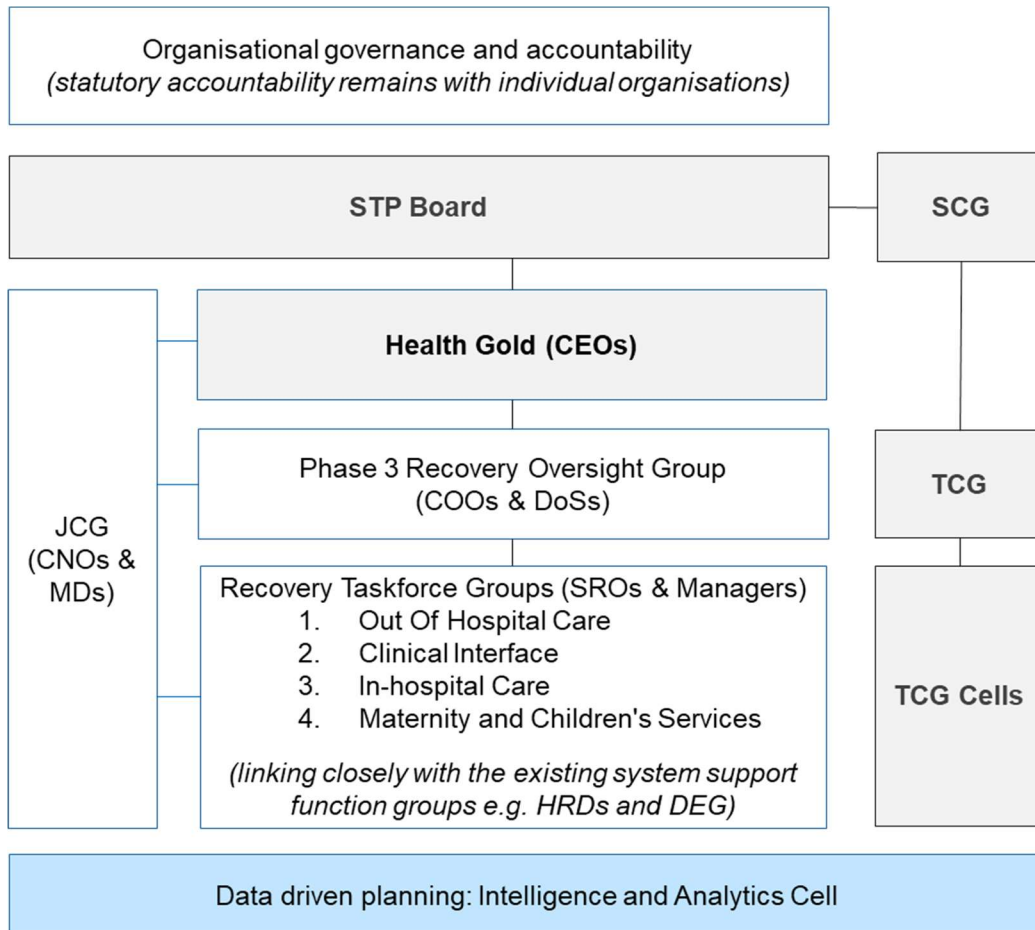 Organisational governance and accountability
(statutory accountability remains with individual organisations)
STP Board
SCG
Health Gold (CEOs)
Phase 3 Recovery Oversight Group
(COOs & DoSs)
TCG
JCG
(CNOs &
MDs)
Recovery Taskforce Groups (SROs & Managers)
1. Out Of Hospital Care
2. Clinical Interface
3. In-hospital Care
4. Maternity and Children's Services
(linking closely with the existing system support
function groups e.g. HRDs and DEG)
TCG Cells
Data driven planning: Intelligence and Analytics Cell